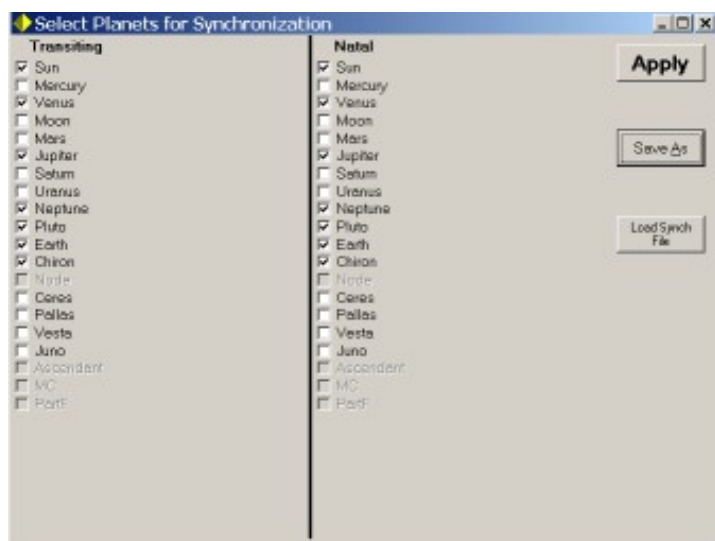 Select Planets for Synchronization
Transiting
Sun
Mercury
Venus
Moon
Mars
Jupiter
Saturn
Uranus
Neptune
Pluto
Earth
Chiron
Node
Ceres
Pallas
Vesta
Juno
Ascendant
MC
PartF
Natal
Sun
Mercury
Venus
Moon
Mars
Jupiter
Saturn
Uranus
Neptune
Pluto
Earth
Chiron
Node
Ceres
Pallas
Vesta
Juno
Ascendant
MC
PartF
Apply
Save As
Load Synch
File